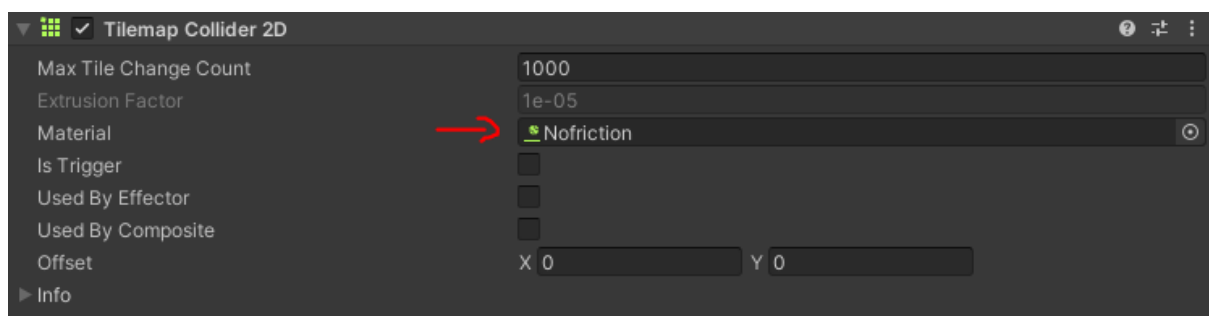 Tilemap Collider 2D
Max Tile Change Count 1000
Extrusion Factor 1e-05
Material Nofriction
Is Trigger
Used By Effector
Used By Composite
Offset X 0 Y 0
Info